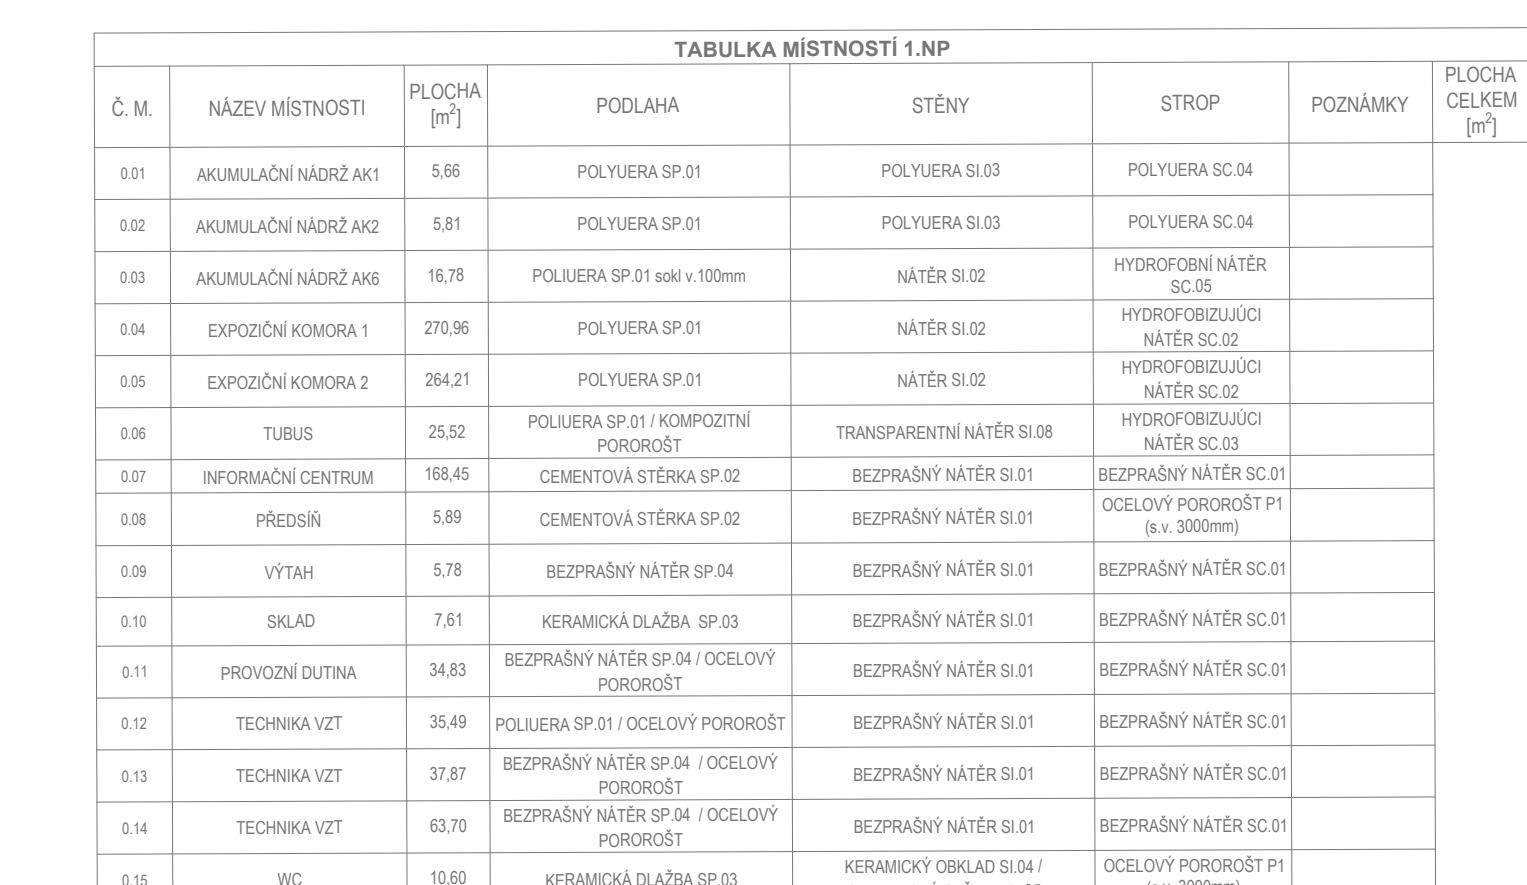 TABULKA MÍSTNOSTÍ 1.NP
Č. M. NÁZEV MÍSTNOSTI PLOCHA [m²] PODLAHA STĚNY STROP POZNÁMKY PLOCHA CELKEM [m²]
0.01 AKUMULAČNÍ NÁDRŽ AK1 5,66 POLYUERA SP.01 POLYUERA SI.03 POLYUERA SC.04
0.02 AKUMULAČNÍ NÁDRŽ AK2 5,81 POLYUERA SP.01 POLYUERA SI.03 POLYUERA SC.04
0.03 AKUMULAČNÍ NÁDRŽ AK6 16,78 POLIUERA SP.01 sokl v.100mm NÁTĚR SI.02 HYDROFOBNÍ NÁTĚR SC.05
0.04 EXPOZIČNÍ KOMORA 1 270,96 POLYUERA SP.01 NÁTĚR SI.02 HYDROFOBIZUJÚCI NÁTĚR SC.02
0.05 EXPOZIČNÍ KOMORA 2 264,21 POLYUERA SP.01 NÁTĚR SI.02 HYDROFOBIZUJÚCI NÁTĚR SC.02
0.06 TUBUS 25,52 POLIUERA SP.01 / KOMPOZITNÍ POROROŠT TRANSPARENTNÍ NÁTĚR SI.08 HYDROFOBIZUJÚCI NÁTĚR SC.03
0.07 INFORMAČNÍ CENTRUM 168,45 CEMENTOVÁ STĚRKA SP.02 BEZPRAŠNÝ NÁTĚR SI.01 BEZPRAŠNÝ NÁTĚR SC.01
0.08 PŘEDSÍŇ 5,89 CEMENTOVÁ STĚRKA SP.02 BEZPRAŠNÝ NÁTĚR SI.01 OCELOVÝ POROROŠT P1 (s.v. 3000mm)
0.09 VÝTAH 5,78 BEZPRAŠNÝ NÁTĚR SP.04 BEZPRAŠNÝ NÁTĚR SI.01 BEZPRAŠNÝ NÁTĚR SC.01
0.10 SKLAD 7,61 KERAMICKÁ DLAŽBA SP.03 BEZPRAŠNÝ NÁTĚR SI.01 BEZPRAŠNÝ NÁTĚR SC.01
0.11 PROVOZNÍ DUTINA 34,83 BEZPRAŠNÝ NÁTĚR SP.04 / OCELOVÝ POROROŠT BEZPRAŠNÝ NÁTĚR SI.01 BEZPRAŠNÝ NÁTĚR SC.01
0.12 TECHNIKA VZT 35,49 POLIUERA SP.01 / OCELOVÝ POROROŠT BEZPRAŠNÝ NÁTĚR SI.01 BEZPRAŠNÝ NÁTĚR SC.01
0.13 TECHNIKA VZT 37,87 BEZPRAŠNÝ NÁTĚR SP.04 / OCELOVÝ POROROŠT BEZPRAŠNÝ NÁTĚR SI.01 BEZPRAŠNÝ NÁTĚR SC.01
0.14 TECHNIKA VZT 63,70 BEZPRAŠNÝ NÁTĚR SP.04 / OCELOVÝ POROROŠT BEZPRAŠNÝ NÁTĚR SI.01 BEZPRAŠNÝ NÁTĚR SC.01
0.15 WC 10,60 KERAMICKÁ DLAŽBA SP.03 KERAMICKÝ OBKLAD SI.04 / OCELOVÝ POROROŠT P1